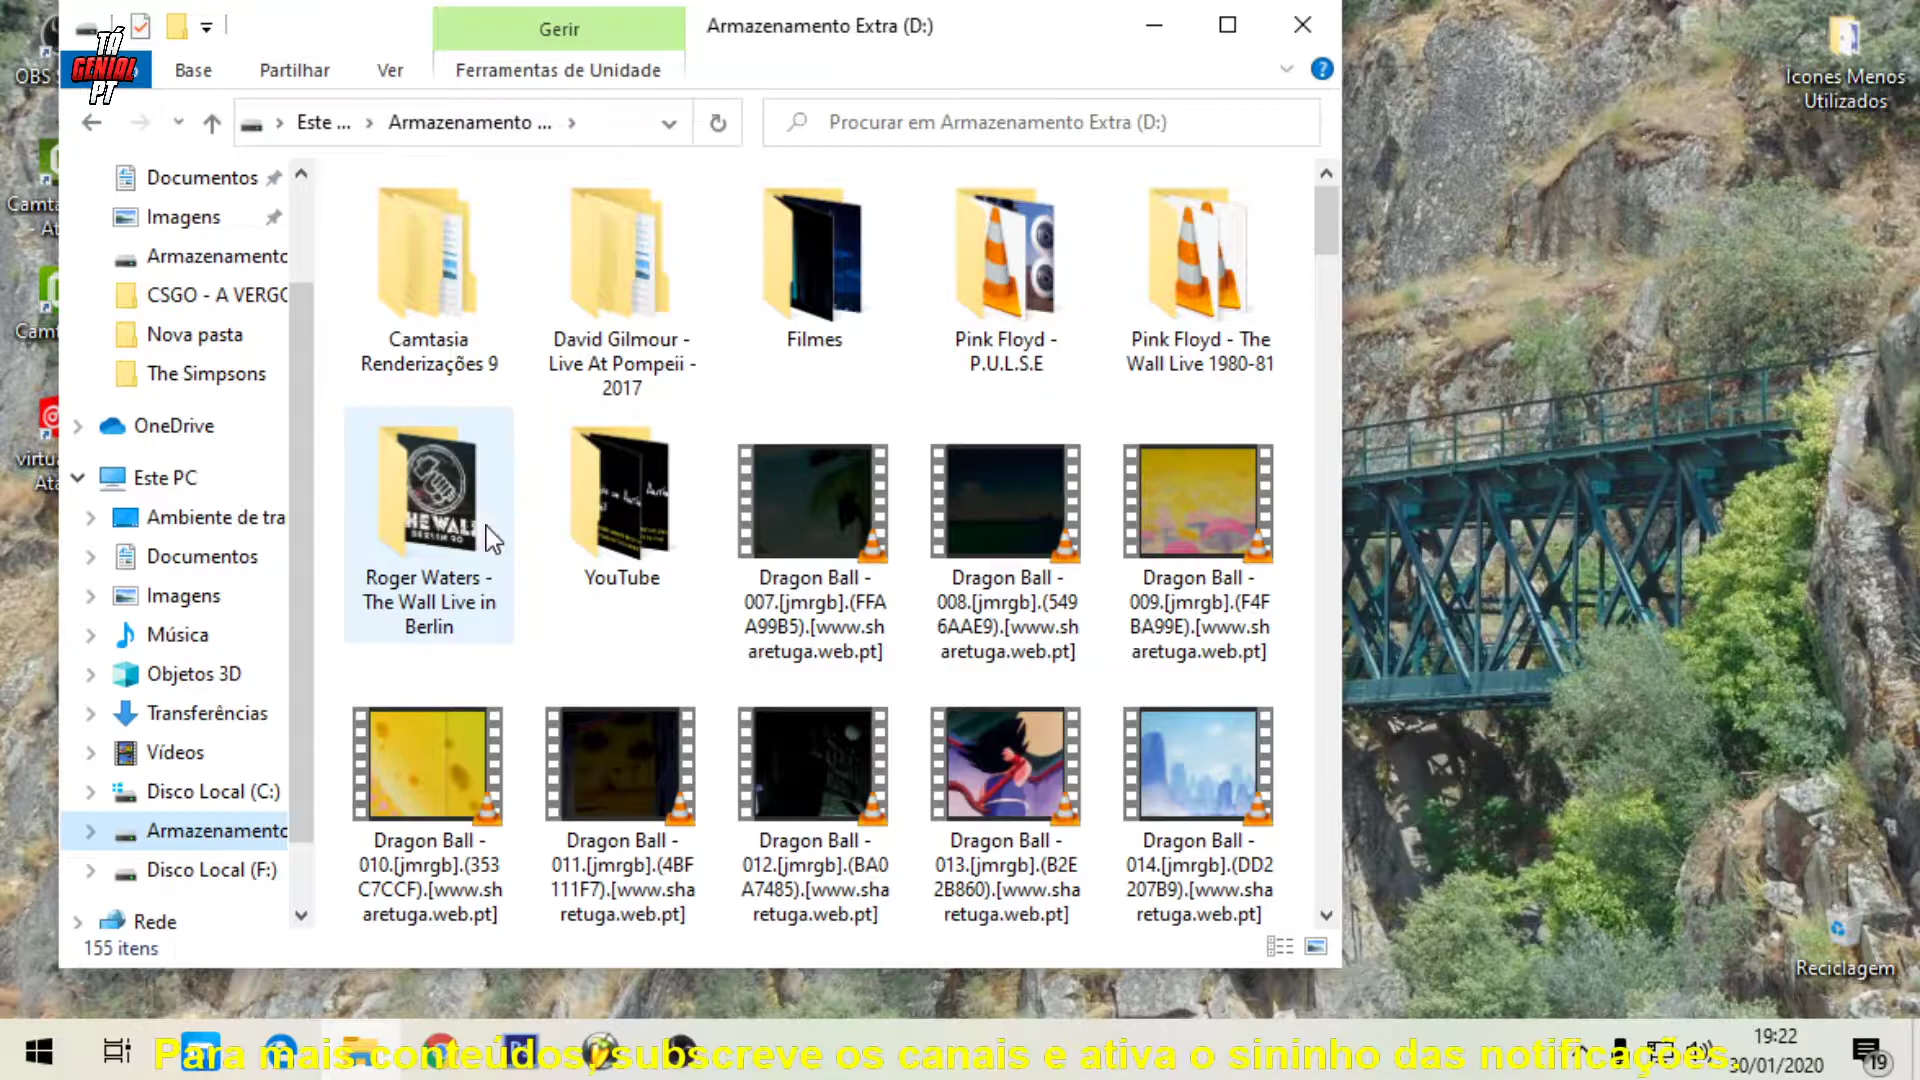 Gerir
Armazenamento Extra (D:)
TÁ
GENIAL
PT
Base
Partilhar
Ver
Ferramentas de Unidade
Este ...
Armazenamento ...
Procurar em Armazenamento Extra (D:)
OBS
Documentos
Imagens
Armazenamento
CSGO - A VERGO
Nova pasta
The Simpsons
OneDrive
Este PC
Ambiente de tra
Documentos
Imagens
Música
Objetos 3D
Transferências
Vídeos
Disco Local (C:)
Armazenamento
Disco Local (F:)
Rede
155 itens
Camtasia
Renderizações 9
David Gilmour -
Live At Pompeii -
2017
Filmes
Pink Floyd -
P.U.L.S.E
Pink Floyd - The
Wall Live 1980-81
Roger Waters -
The Wall Live in
Berlin
YouTube
Dragon Ball -
007.[jmrgb].(FFA
A99B5).[www.sh
aretuga.web.pt]
Dragon Ball -
008.[jmrgb].(549
6AAE9).[www.sh
aretuga.web.pt]
Dragon Ball -
009.[jmrgb].(F4F
BA99E).[www.sh
aretuga.web.pt]
Dragon Ball -
010.[jmrgb].(353
C7CCF).[www.sh
aretuga.web.pt]
Dragon Ball -
011.[jmrgb].(4BF
111F7).[www.sha
retuga.web.pt]
Dragon Ball -
012.[jmrgb].(BA0
A7485).[www.sha
retuga.web.pt]
Dragon Ball -
013.[jmrgb].(B2E
2B860).[www.sha
retuga.web.pt]
Dragon Ball -
014.[jmrgb].(DD2
207B9).[www.sha
retuga.web.pt]
Icones Menos
Utilizados
Reciclagem
Para mais conteúdos, subscreve os canais e ativa o sininho das notificações.
19:22
30/01/2020
19